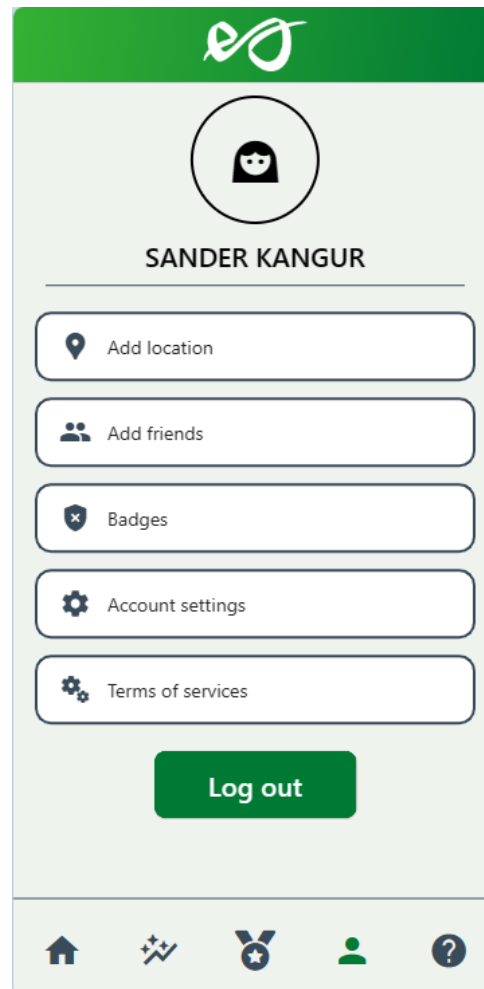 SANDER KANGUR
Add location
Add friends
Badges
Account settings
Terms of services
Log out